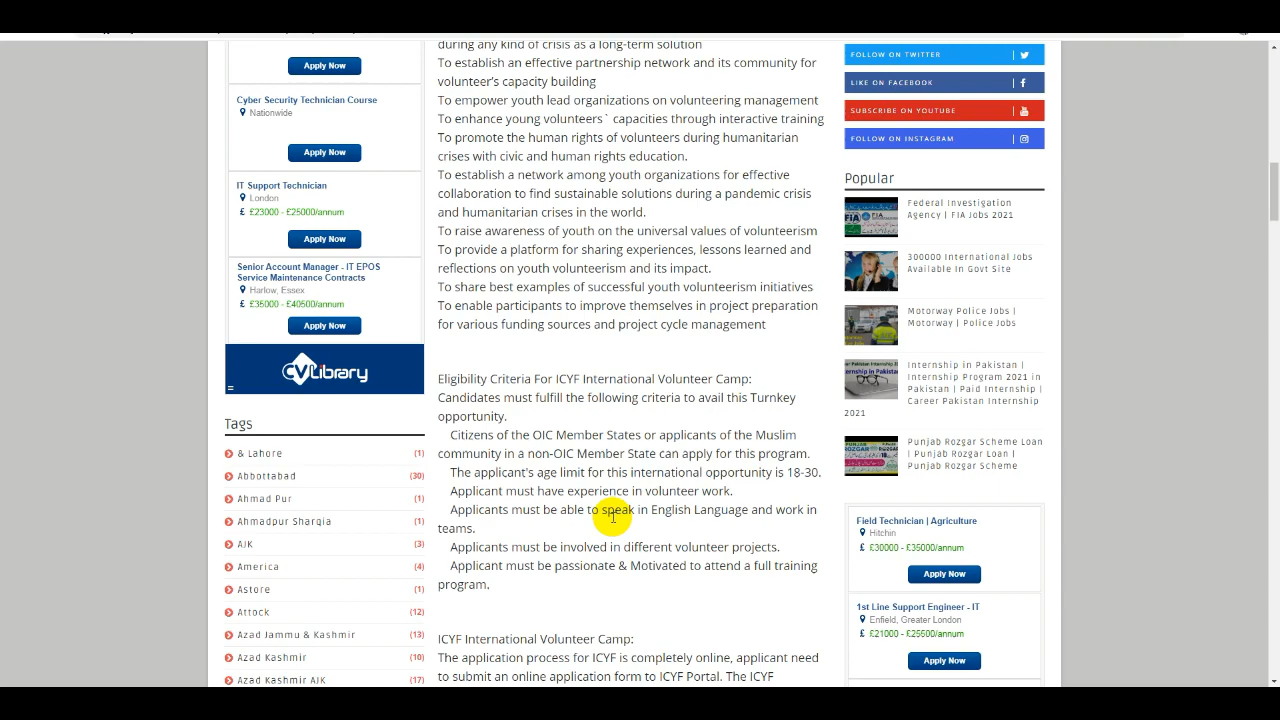 Apply Now
Cyber Security Technician Course
Nationwide
Apply Now
IT Support Technician
London
£ £23000 - £25000/annum
Apply Now
Senior Account Manager - IT EPOS
Service Maintenance Contracts
Harlow, Essex
£ £35000 - £40500/annum
Apply Now
CVLibrary
Tags
& Lahore (1)
Abbottabad (30)
Ahmad Pur (1)
Ahmadpur Sharqia (1)
AJK (3)
America (4)
Astore (1)
Attock (12)
Azad Jammu & Kashmir (13)
Azad Kashmir (10)
Azad Kashmir AJK (17)
during any kind of crisis as a long-term solution
To establish an effective partnership network and its community for
volunteer’s capacity building
To empower youth lead organizations on volunteering management
To enhance young volunteers` capacities through interactive training
To promote the human rights of volunteers during humanitarian
crises with civic and human rights education.
To establish a network among youth organizations for effective
collaboration to find sustainable solutions during a pandemic crisis
and humanitarian crises in the world.
To raise awareness of youth on the universal values of volunteerism
To provide a platform for sharing experiences, lessons learned and
reflections on youth volunteerism and its impact.
To share best examples of successful youth volunteerism initiatives
To enable participants to improve themselves in project preparation
for various funding sources and project cycle management
Eligibility Criteria For ICYF International Volunteer Camp:
Candidates must fulfill the following criteria to avail this Turnkey
opportunity.
Citizens of the OIC Member States or applicants of the Muslim
community in a non-OIC Member State can apply for this program.
The applicant's age limit for this international opportunity is 18-30.
Applicant must have experience in volunteer work.
Applicants must be able to speak in English Language and work in
teams.
Applicants must be involved in different volunteer projects.
Applicant must be passionate & Motivated to attend a full training
program.
ICYF International Volunteer Camp:
The application process for ICYF is completely online, applicant need
to submit an online application form to ICYF Portal. The ICYF
FOLLOW ON TWITTER
LIKE ON FACEBOOK
SUBSCRIBE ON YOUTUBE
FOLLOW ON INSTAGRAM
Popular
Federal Investigation
Agency | FIA Jobs 2021
300000 International Jobs
Available In Govt Site
Motorway Police Jobs |
Motorway | Police Jobs
Internship in Pakistan |
Internship Program 2021 in
Pakistan | Paid Internship |
Career Pakistan Internship
2021
Punjab Rozgar Scheme Loan
| Punjab Rozgar Loan |
Punjab Rozgar Scheme
Field Technician | Agriculture
Hitchin
£ £30000 - £35000/annum
Apply Now
1st Line Support Engineer - IT
Enfield, Greater London
£ £21000 - £25500/annum
Apply Now